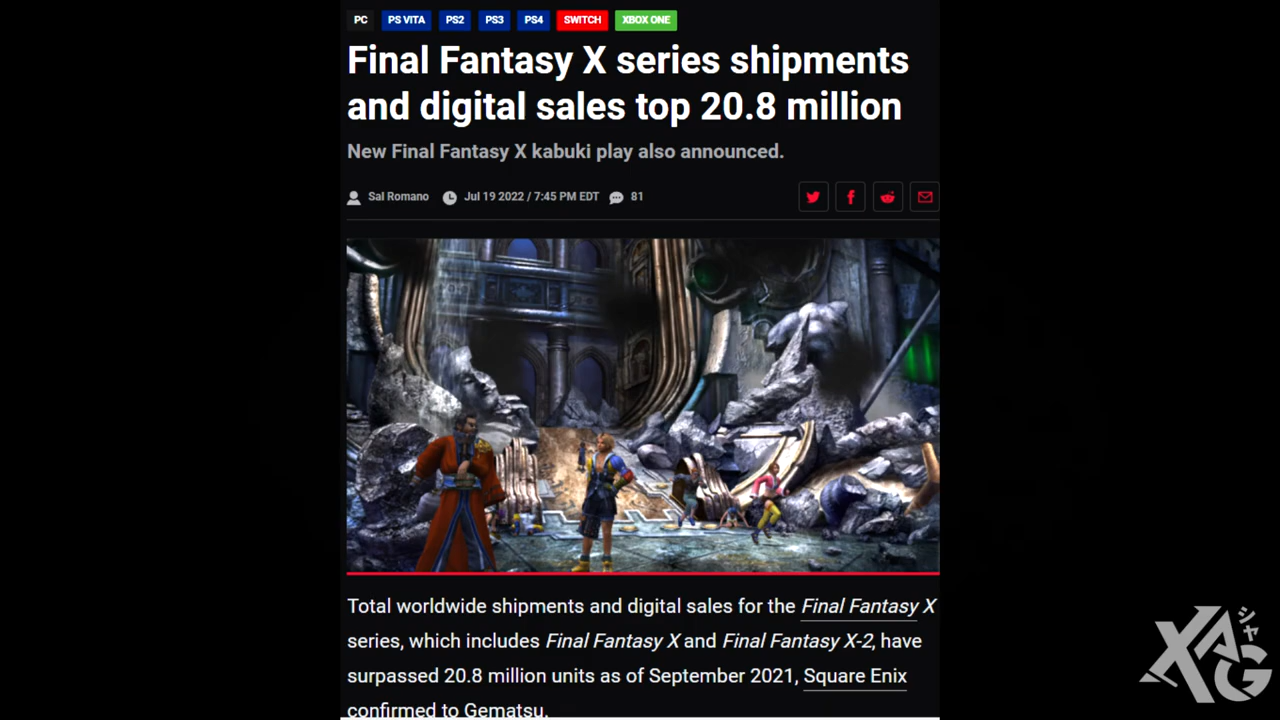 PC PS VITA PS2 PS3 PS4 SWITCH XBOX ONE
Final Fantasy X series shipments
and digital sales top 20.8 million
New Final Fantasy X kabuki play also announced.
Sal Romano Jul 19 2022 / 7:45 PM EDT 81
Total worldwide shipments and digital sales for the Final Fantasy X
series, which includes Final Fantasy X and Final Fantasy X-2, have
surpassed 20.8 million units as of September 2021, Square Enix
confirmed to Gematsu.
XAG
シャ